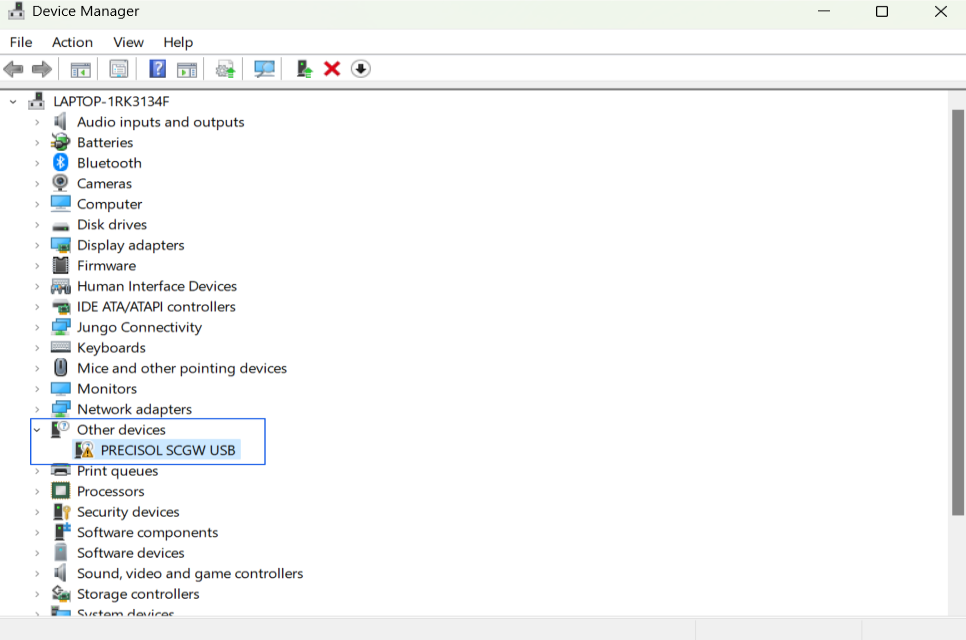 Device Manager
File Action View Help
LAPTOP-1RK3134F
Audio inputs and outputs
Batteries
Bluetooth
Cameras
Computer
Disk drives
Display adapters
Firmware
Human Interface Devices
IDE ATA/ATAPI controllers
Jungo Connectivity
Keyboards
Mice and other pointing devices
Monitors
Network adapters
Other devices
PRECISOL SCGW USB
Print queues
Processors
Security devices
Software components
Software devices
Sound, video and game controllers
Storage controllers
System devices